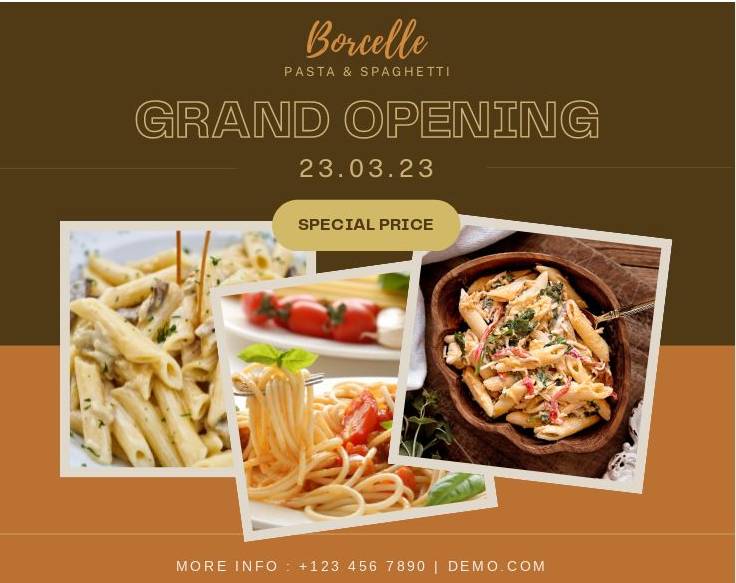 Borcelle
PASTA & SPAGHETTI
GRAND OPENING
23.03.23
SPECIAL PRICE
MORE INFO : +123 456 7890 | DEMO.COM